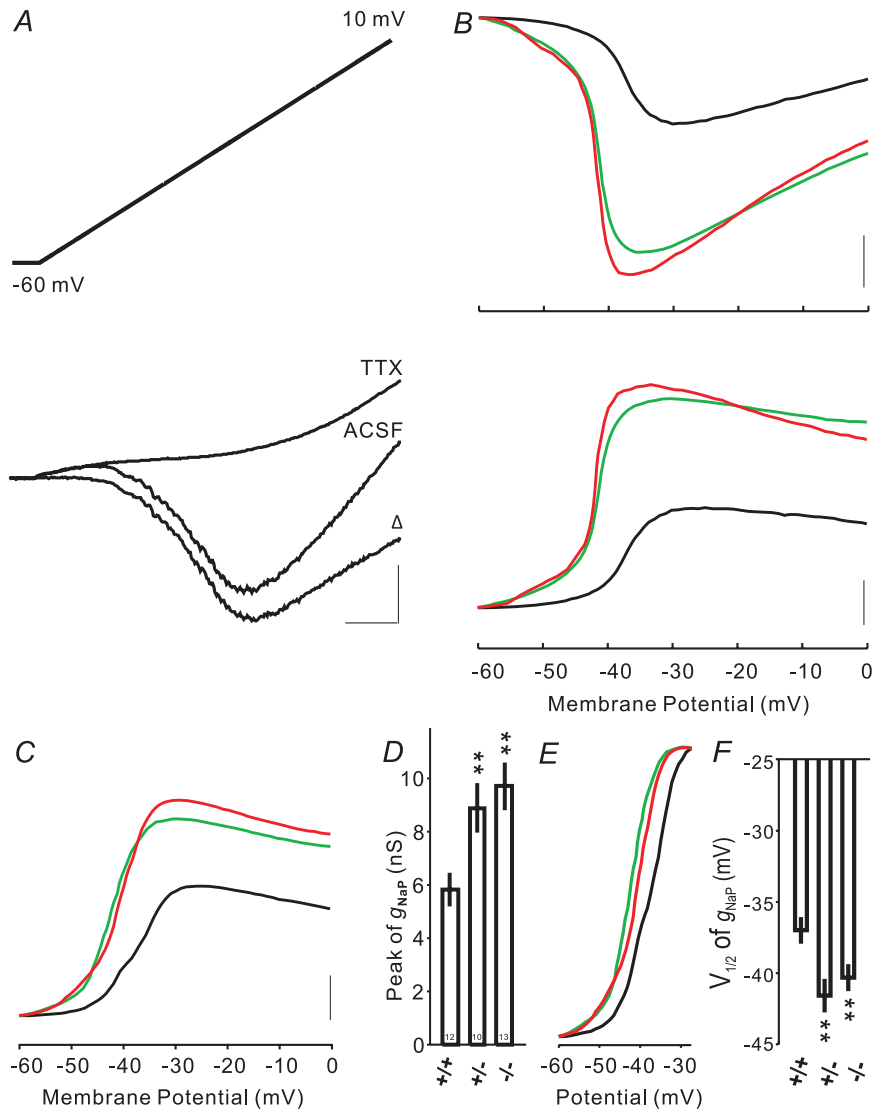 A
10 mV
-60 mV
TTX
ACSF
Δ
B
-60 -50 -40 -30 -20 -10 0
Membrane Potential (mV)
C
-60 -50 -40 -30 -20 -10 0
Membrane Potential (mV)
D
Peak of gNaP (nS)
10
8
6
4
2
0
**
**
12
10
13
+/+
+/-
-/-
E
-60 -50 -40 -30
Potential (mV)
F
V1/2 of gNaP (mV)
-25
-30
-35
-40
-45
**
**
+/+
+/-
-/-